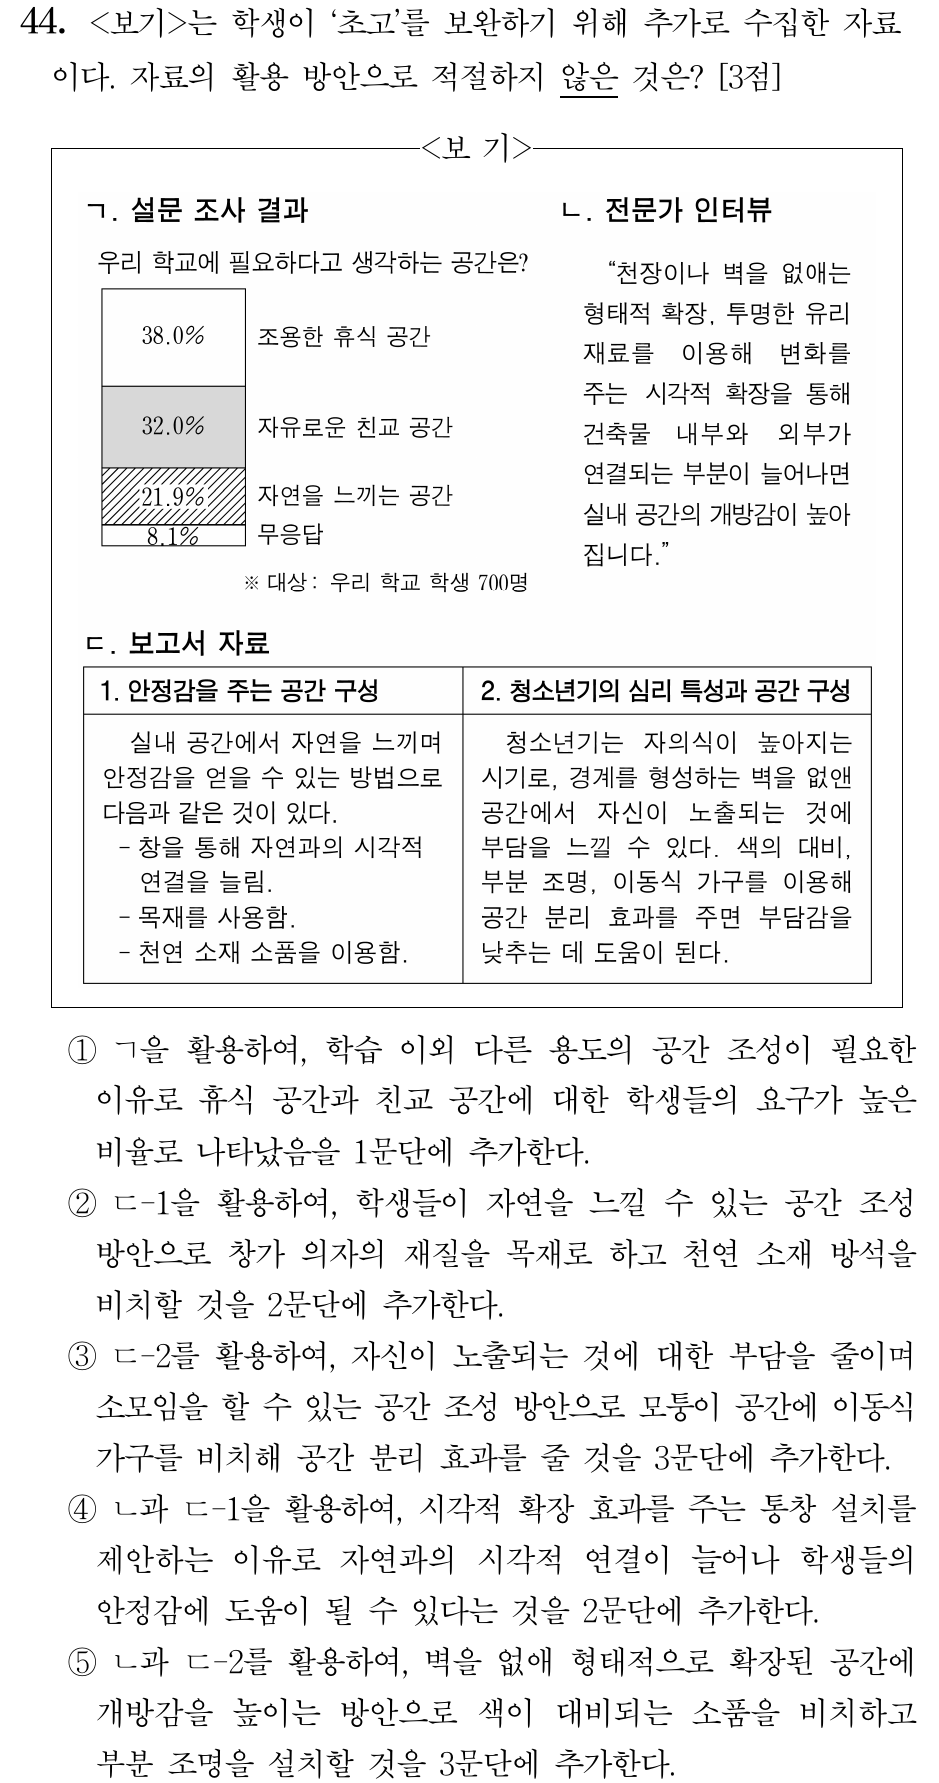 44. <보기>는 학생이 ‘초고’를 보완하기 위해 추가로 수집한 자료
이다. 자료의 활용 방안으로 적절하지 않은 것은? [3점]
<보 기>
ㄱ. 설문 조사 결과
우리 학교에 필요하다고 생각하는 공간은?
38.0% 조용한 휴식 공간
32.0% 자유로운 친교 공간
21.9% 자연을 느끼는 공간
8.1% 무응답
※ 대상: 우리 학교 학생 700명
ㄴ. 전문가 인터뷰
“천장이나 벽을 없애는
형태적 확장, 투명한 유리
재료를 이용해 변화를
주는 시각적 확장을 통해
건축물 내부와 외부가
연결되는 부분이 늘어나면
실내 공간의 개방감이 높아
집니다.”
ㄷ. 보고서 자료
1. 안정감을 주는 공간 구성
실내 공간에서 자연을 느끼며
안정감을 얻을 수 있는 방법으로
다음과 같은 것이 있다.
- 창을 통해 자연과의 시각적
연결을 늘림.
- 목재를 사용함.
- 천연 소재 소품을 이용함.
2. 청소년기의 심리 특성과 공간 구성
청소년기는 자의식이 높아지는
시기로, 경계를 형성하는 벽을 없앤
공간에서 자신이 노출되는 것에
부담을 느낄 수 있다. 색의 대비,
부분 조명, 이동식 가구를 이용해
공간 분리 효과를 주면 부담감을
낮추는 데 도움이 된다.
① ㄱ을 활용하여, 학습 이외 다른 용도의 공간 조성이 필요한
이유로 휴식 공간과 친교 공간에 대한 학생들의 요구가 높은
비율로 나타났음을 1문단에 추가한다.
② ㄷ-1을 활용하여, 학생들이 자연을 느낄 수 있는 공간 조성
방안으로 창가 의자의 재질을 목재로 하고 천연 소재 방석을
비치할 것을 2문단에 추가한다.
③ ㄷ-2를 활용하여, 자신이 노출되는 것에 대한 부담을 줄이며
소모임을 할 수 있는 공간 조성 방안으로 모퉁이 공간에 이동식
가구를 비치해 공간 분리 효과를 줄 것을 3문단에 추가한다.
④ ㄴ과 ㄷ-1을 활용하여, 시각적 확장 효과를 주는 통창 설치를
제안하는 이유로 자연과의 시각적 연결이 늘어나 학생들의
안정감에 도움이 될 수 있다는 것을 2문단에 추가한다.
⑤ ㄴ과 ㄷ-2를 활용하여, 벽을 없애 형태적으로 확장된 공간에
개방감을 높이는 방안으로 색이 대비되는 소품을 비치하고
부분 조명을 설치할 것을 3문단에 추가한다.